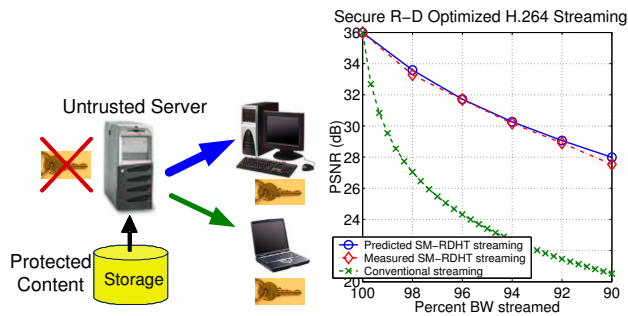 Untrusted Server
Protected
Content
Storage
Secure R−D Optimized H.264 Streaming
PSNR (dB)
36
34
32
30
28
26
24
22
20
Predicted SM−RDHT streaming
Measured SM−RDHT streaming
Conventional streaming
100
98
96
94
92
90
Percent BW streamed